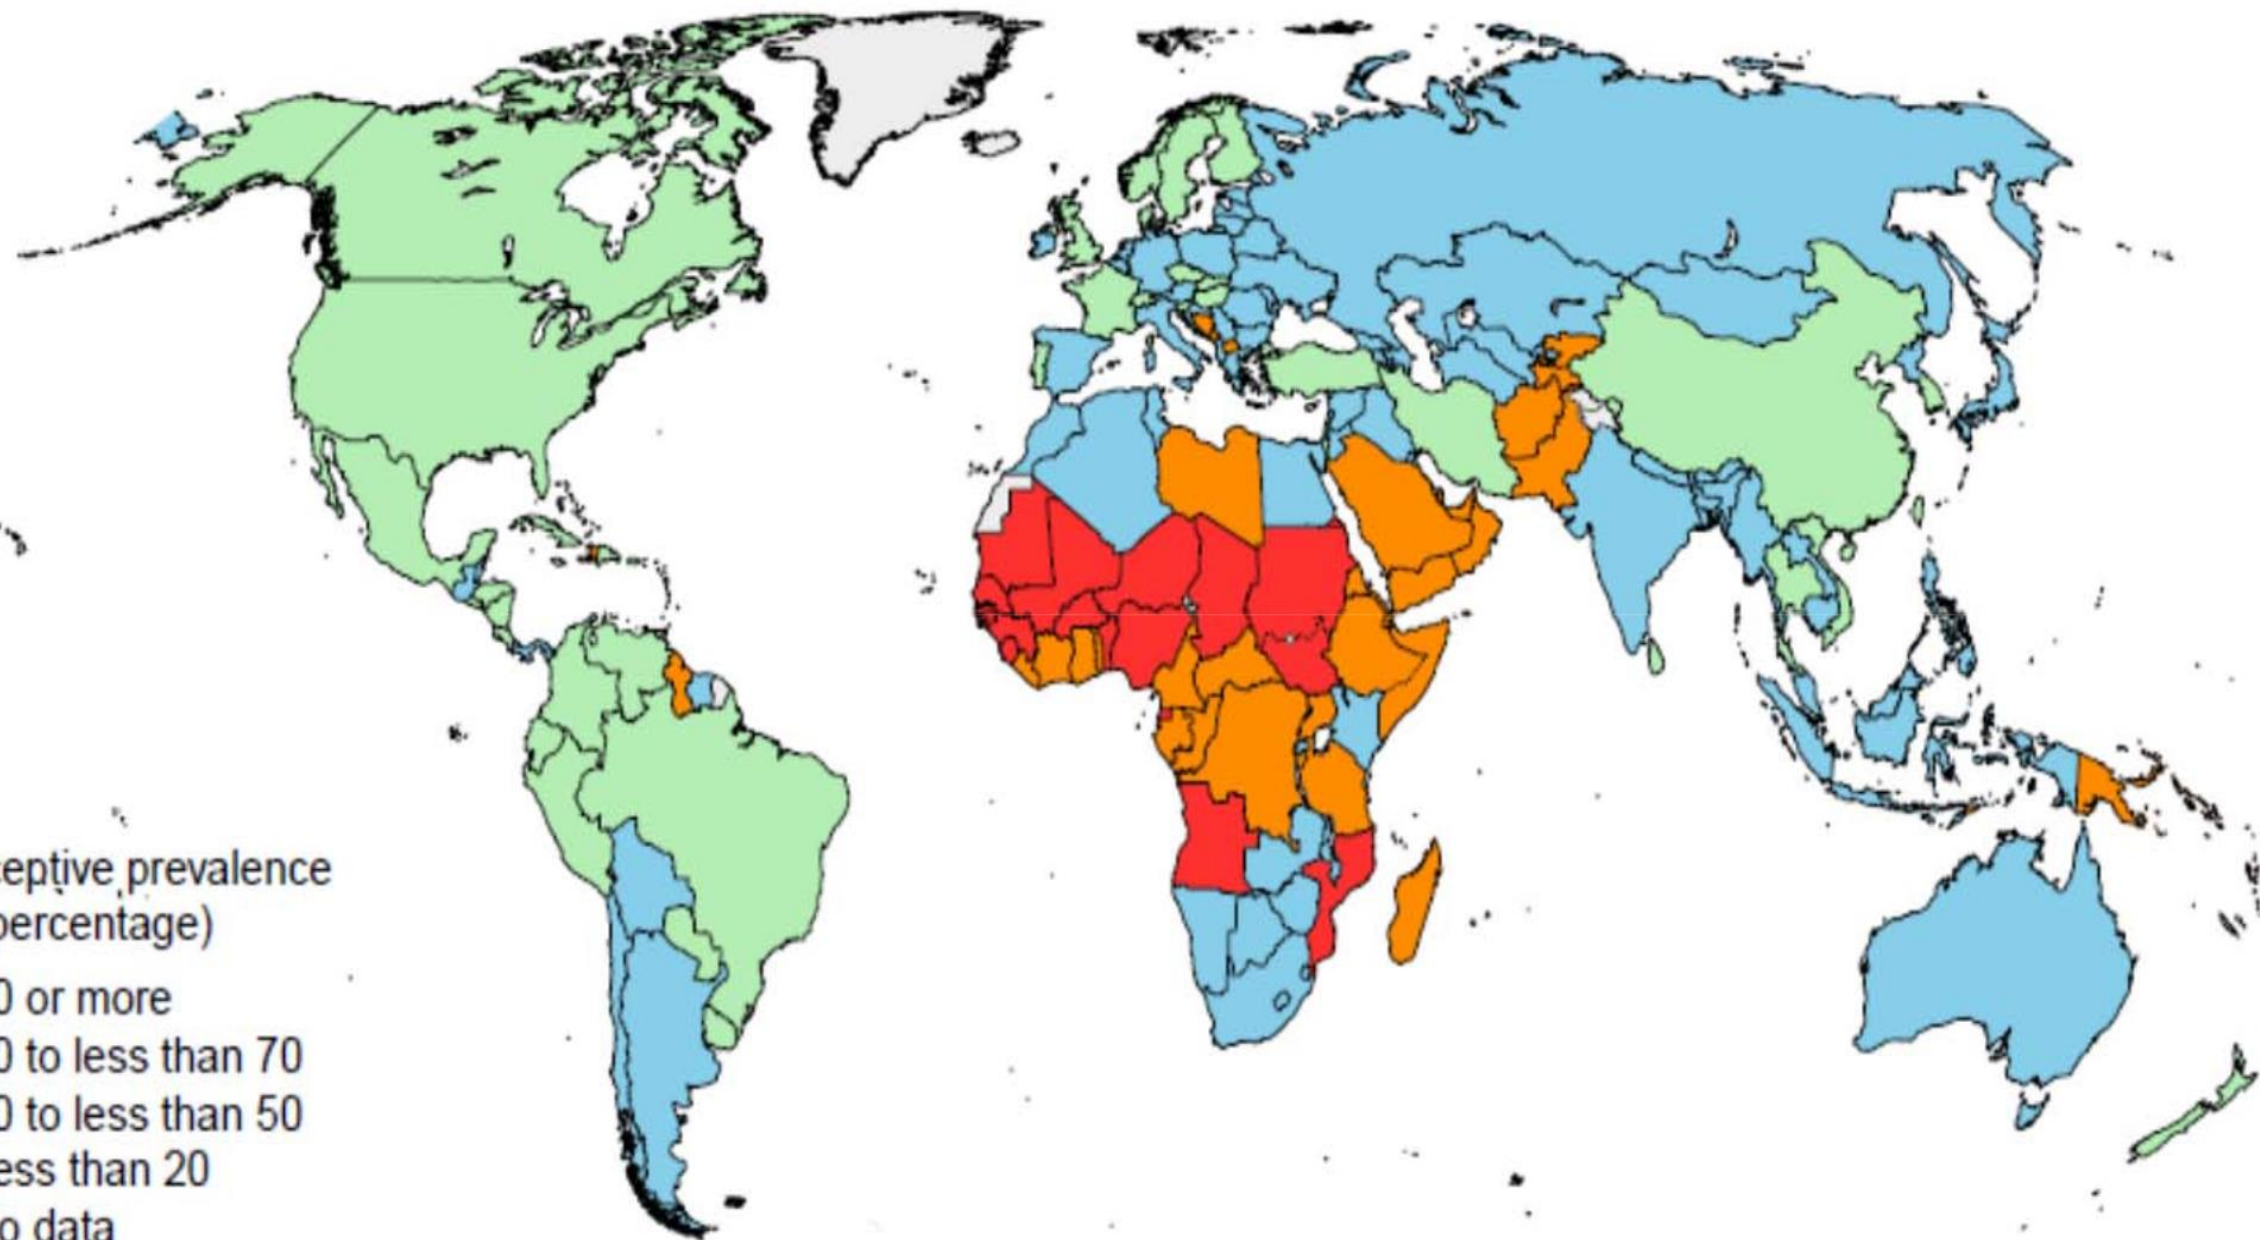 ceptive prevalence
percentage)
0 or more
0 to less than 70
0 to less than 50
ess than 20
o data